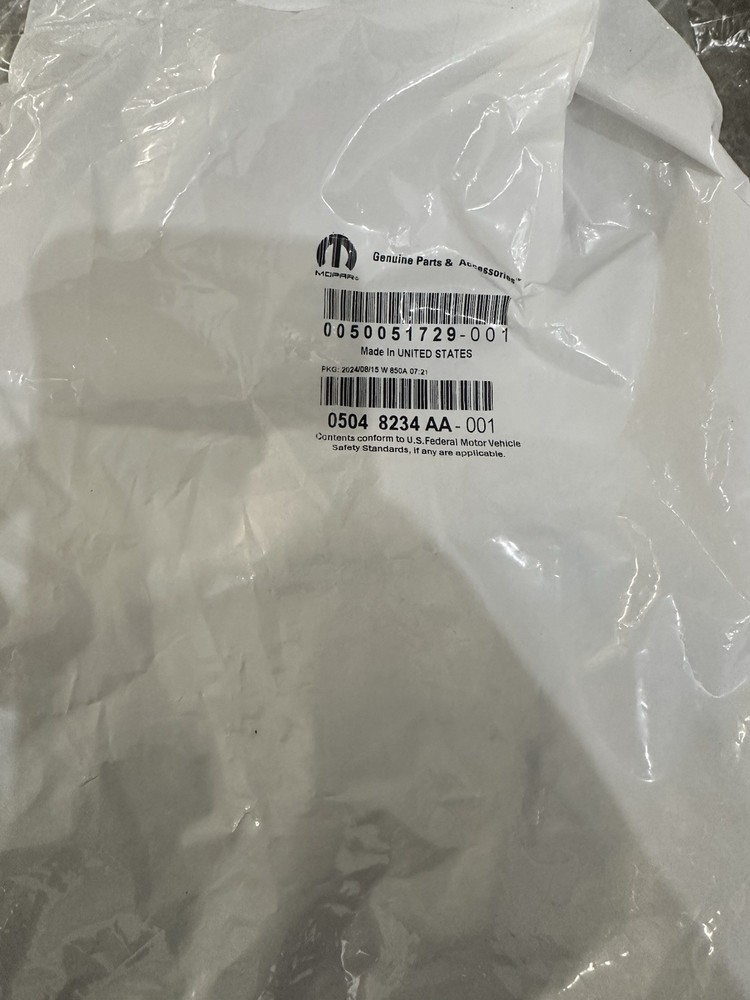 MOPAR®
Genuine Parts & Accessories™
0050051729-001
Made In UNITED STATES
PKG: 2024/08/15 W 850A 07:21
0504 8234 AA - 001
Contents conform to U.S. Federal Motor Vehicle
Safety Standards, if any are applicable.